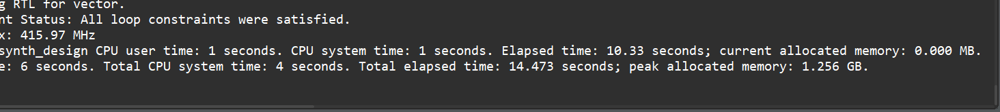 g RTL for vector.
nt Status: All loop constraints were satisfied.
x: 415.97 MHz
synth_design CPU user time: 1 seconds. CPU system time: 1 seconds. Elapsed time: 10.33 seconds; current allocated memory: 0.000 MB.
e: 6 seconds. Total CPU system time: 4 seconds. Total elapsed time: 14.473 seconds; peak allocated memory: 1.256 GB.